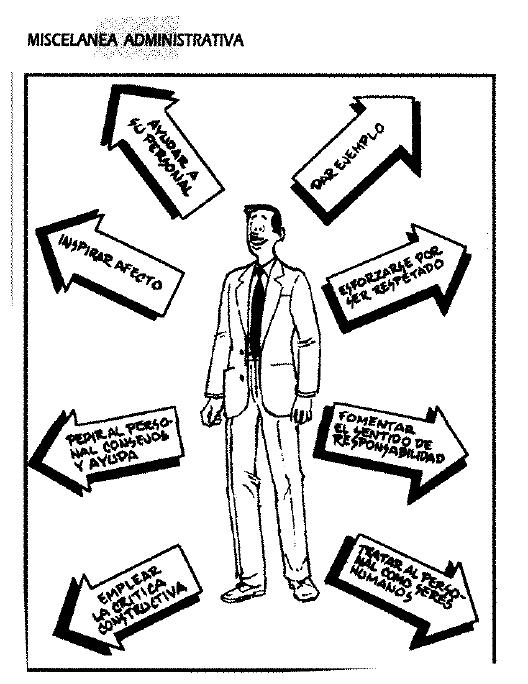 MISCELANEA ADMINISTRATIVA
AYUDAR A
SU PERSONAL
DAR EJEMPLO
INSPIRAR AFECTO
ESFORZARSE POR
SER RESPETADO
PEDIR AL PERSO-
NAL CONSEJOS
Y AYUDA
FOMENTAR
EL SENTIDO DE
RESPONSABILIDAD
EMPLEAR
LA CRITICA
CONSTRUCTIVA
TRATAR AL PERSO-
NAL COMO SERES
HUMANOS